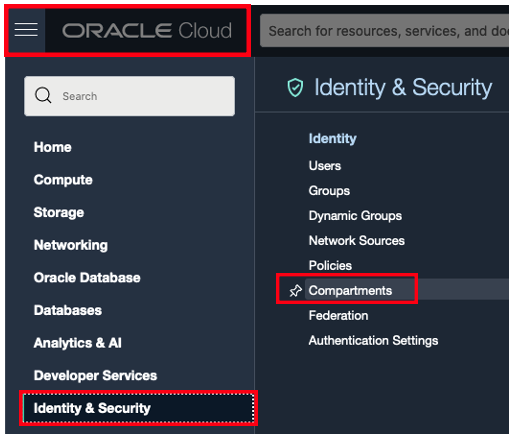 ORACLE Cloud
Search for resources, services, and do
Search
Home
Compute
Storage
Networking
Oracle Database
Databases
Analytics & AI
Developer Services
Identity & Security
Identity & Security
Identity
Users
Groups
Dynamic Groups
Network Sources
Policies
Compartments
Federation
Authentication Settings